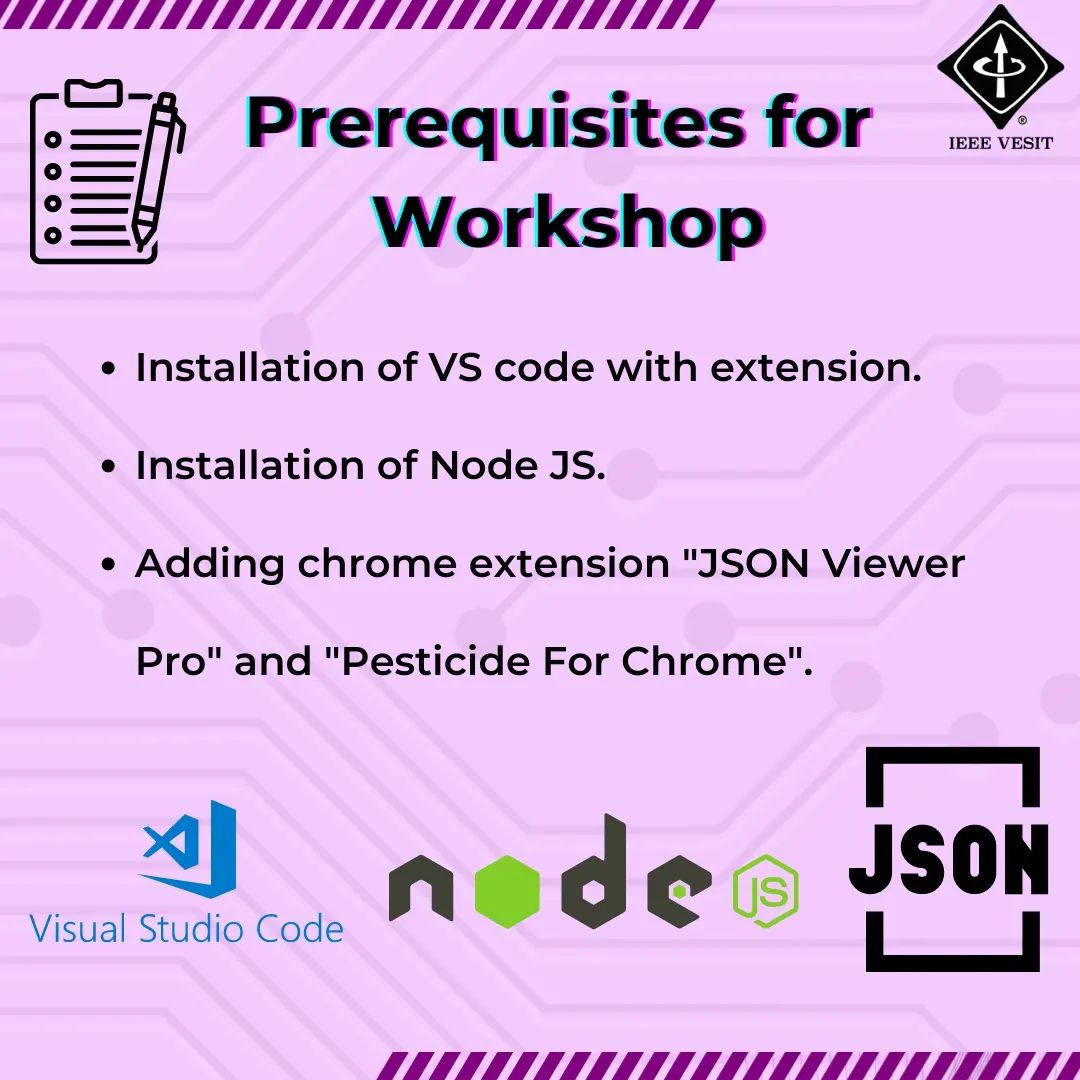 Prerequisites for
Workshop
®
IEEE VESIT
• Installation of VS code with extension.
• Installation of Node JS.
• Adding chrome extension "JSON Viewer
Pro" and "Pesticide For Chrome".
Visual Studio Code
node
JS
JSON